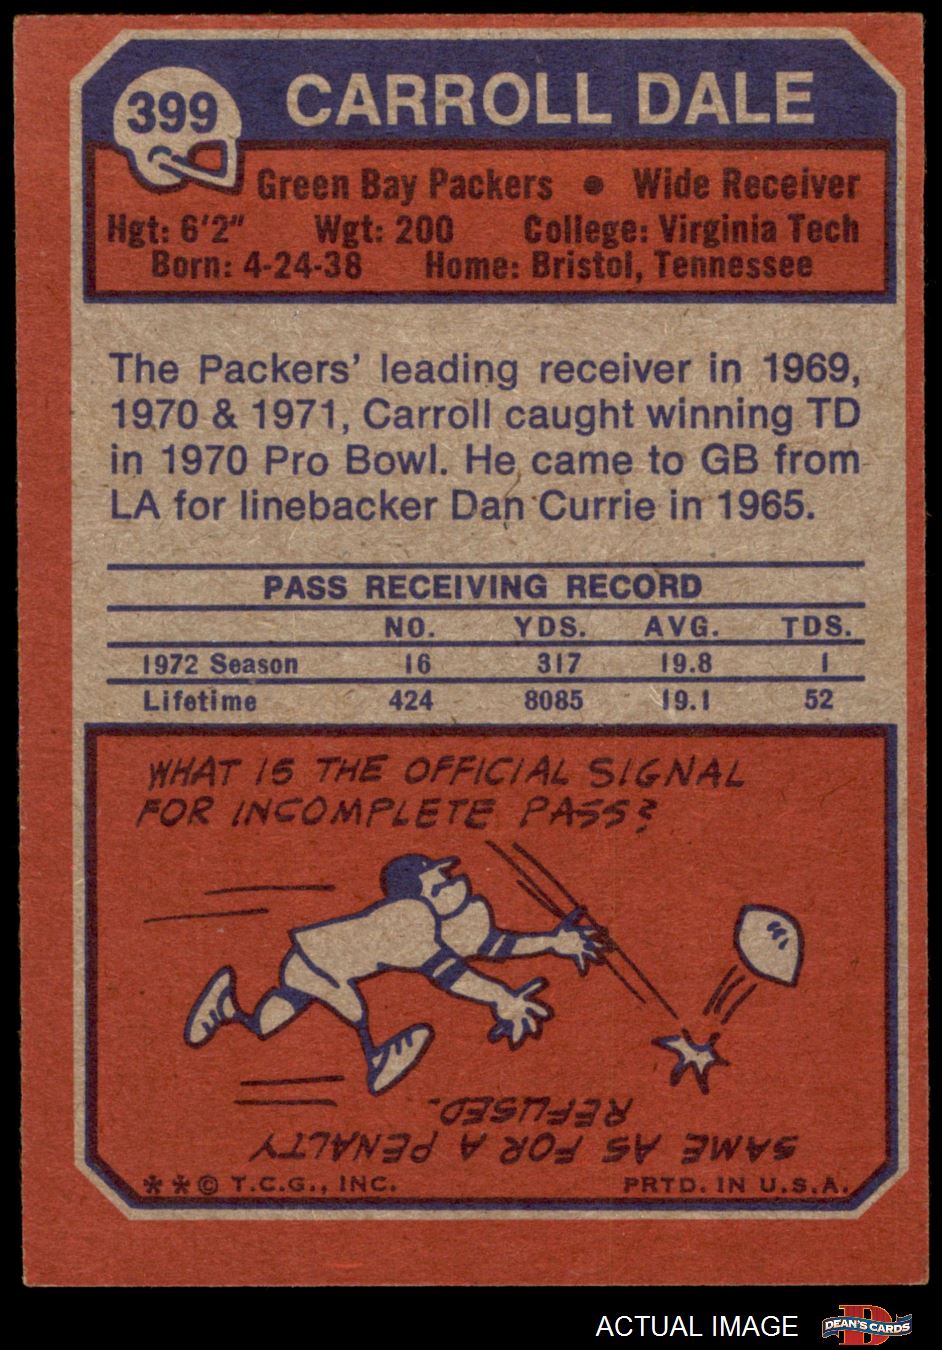 399
CARROLL DALE
Green Bay Packers • Wide Receiver
Hgt: 6'2" Wgt: 200 College: Virginia Tech
Born: 4-24-38 Home: Bristol, Tennessee
The Packers' leading receiver in 1969,
1970 & 1971, Carroll caught winning TD
in 1970 Pro Bowl. He came to GB from
LA for linebacker Dan Currie in 1965.
PASS RECEIVING RECORD
NO. YDS. AVG. TDS.
1972 Season 16 317 19.8 1
Lifetime 424 8085 19.1 52
WHAT IS THE OFFICIAL SIGNAL
FOR INCOMPLETE PASS?
SAME AS FOR A PENALTY
REFUSED.
**© T.C.G., INC. PRTD. IN U.S.A.
ACTUAL IMAGE
DEAN'S CARDS